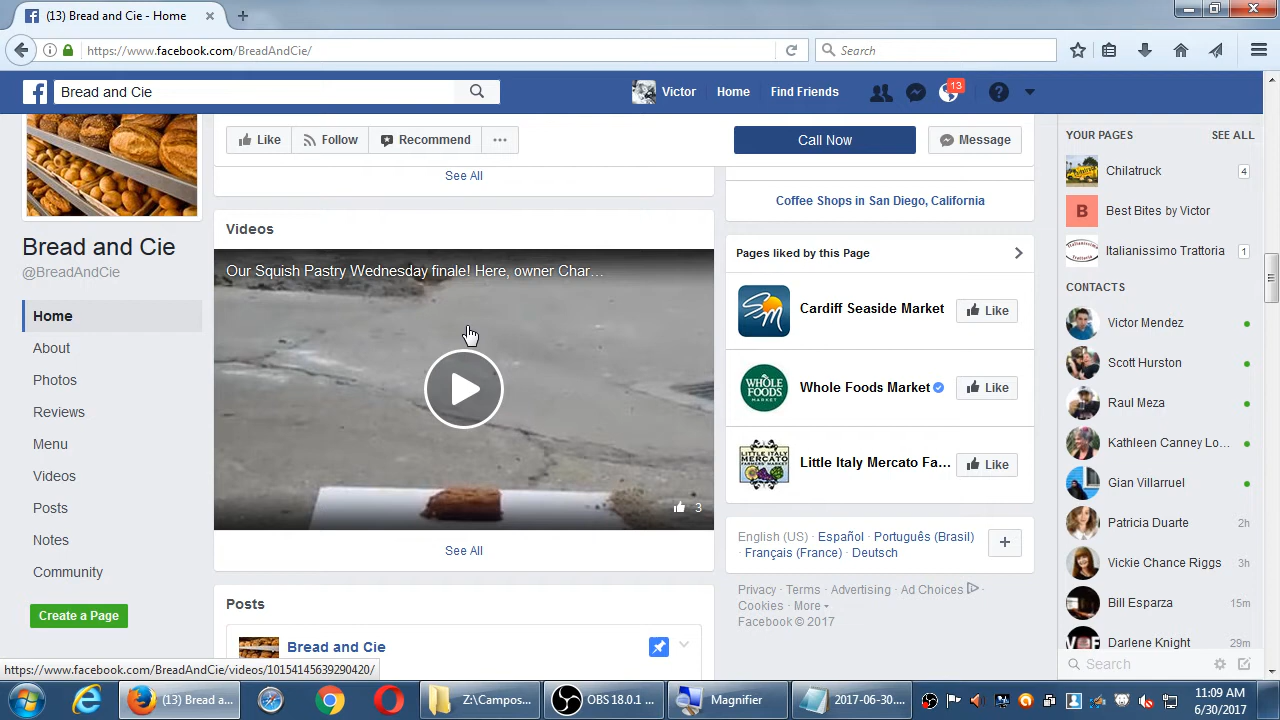 (13) Bread and Cie - Home
https://www.facebook.com/BreadAndCie/
Search
Bread and Cie
Victor
Home
Find Friends
13
Like
Follow
Recommend
Call Now
Message
See All
Bread and Cie
@BreadAndCie
Home
About
Photos
Reviews
Menu
Videos
Posts
Notes
Community
Create a Page
Videos
Our Squish Pastry Wednesday finale! Here, owner Char...
3
See All
Posts
Bread and Cie
Coffee Shops in San Diego, California
Pages liked by this Page
Cardiff Seaside Market
Like
WHOLE FOODS MARKET
Whole Foods Market
Like
LITTLE ITALY MERCATO
Little Italy Mercato Fa...
Like
English (US) · Español · Português (Brasil)
· Français (France) · Deutsch
Privacy · Terms · Advertising · Ad Choices ·
Cookies · More
Facebook © 2017
YOUR PAGES
SEE ALL
Chilatruck
4
B
Best Bites by Victor
Italianissimo Trattoria
1
CONTACTS
Victor Mendez
Scott Hurston
Raul Meza
Kathleen Canney Lo...
Gian Villarruel
Patricia Duarte
2h
Vickie Chance Riggs
3h
Bill Esparza
15m
Darlene Knight
29m
Search
https://www.facebook.com/BreadAndCie/videos/10154145639290420/
(13) Bread a...
Z:\Campos...
OBS 18.0.1 ...
Magnifier
2017-06-30....
11:09 AM
6/30/2017